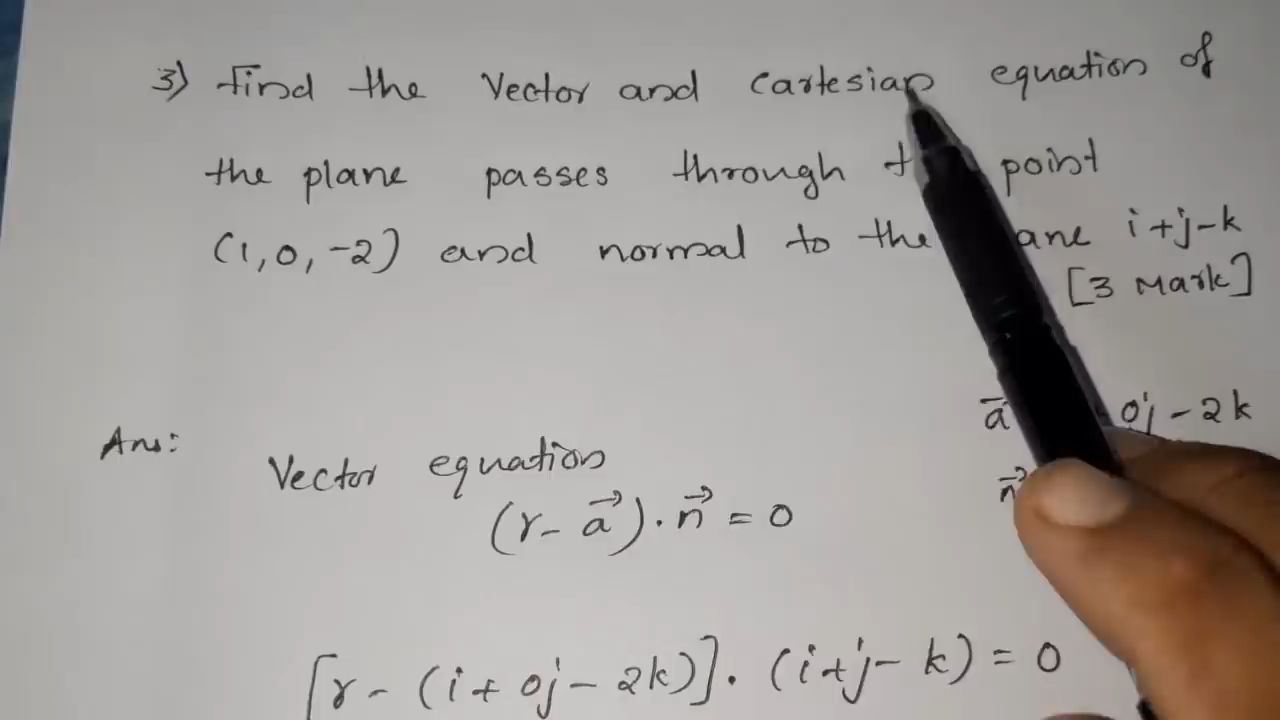 3) Find the Vector and Cartesian equation of
the plane passes through point
(1, 0, -2) and normal to the i+j-k
[3 Mark]
a⃗ 0j - 2k
Ans:
Vector equation
n⃗
(r - a⃗) . n⃗ = 0
[r - (i + 0j - 2k)] . (i+j- k) = 0